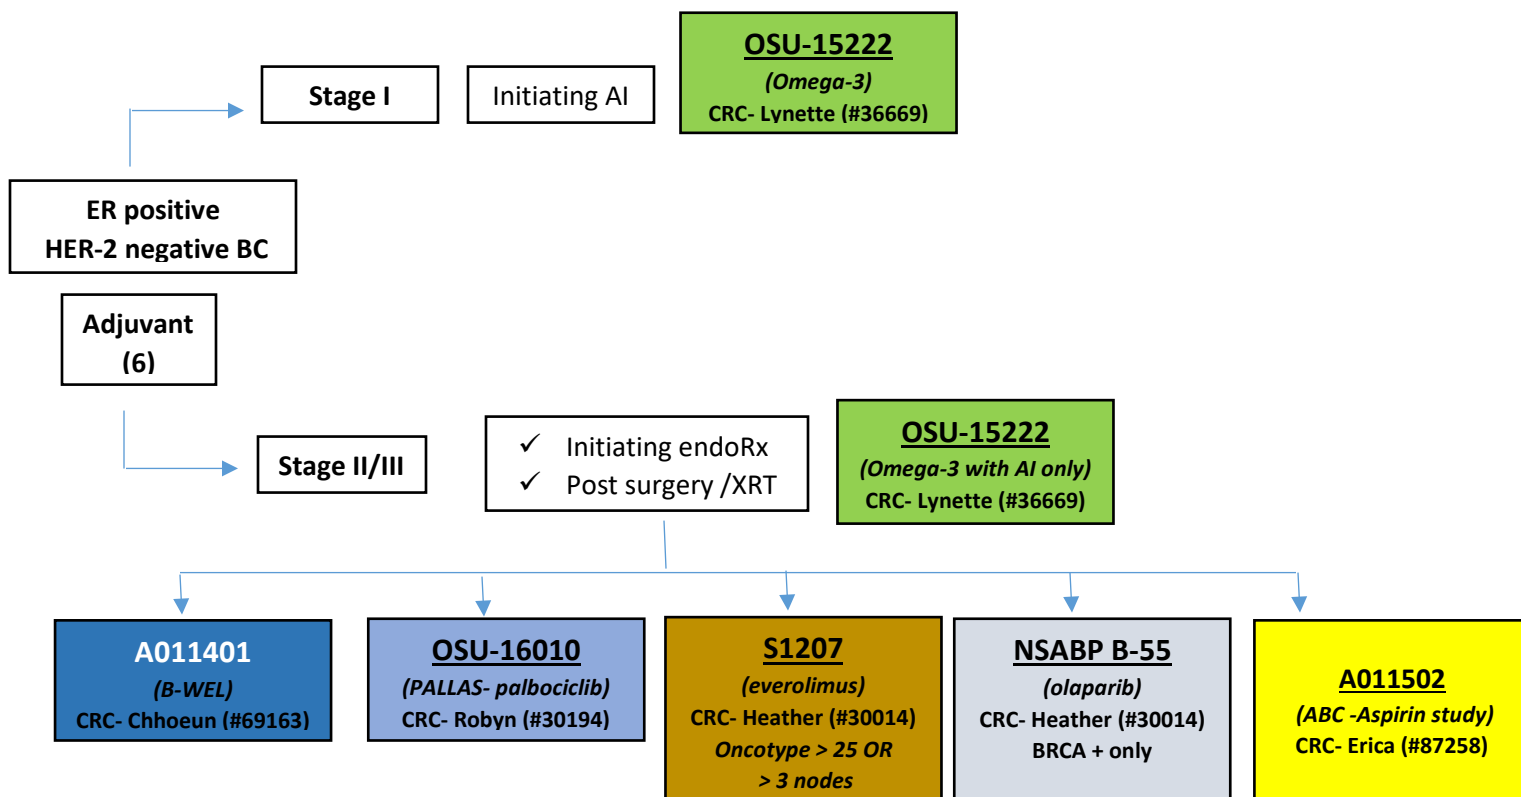 OSU-15222
(Omega-3)
CRC- Lynette (#36669)
Stage I
Initiating AI
ER positive
HER-2 negative BC
Adjuvant
(6)
Stage II/III
✓ Initiating endoRx
✓ Post surgery /XRT
OSU-15222
(Omega-3 with AI only)
CRC- Lynette (#36669)
A011401
(B-WEL)
CRC- Chhoeun (#69163)
OSU-16010
(PALLAS- palbociclib)
CRC- Robyn (#30194)
S1207
(everolimus)
CRC- Heather (#30014)
Oncotype > 25 OR
> 3 nodes
NSABP B-55
(olaparib)
CRC- Heather (#30014)
BRCA + only
A011502
(ABC -Aspirin study)
CRC- Erica (#87258)